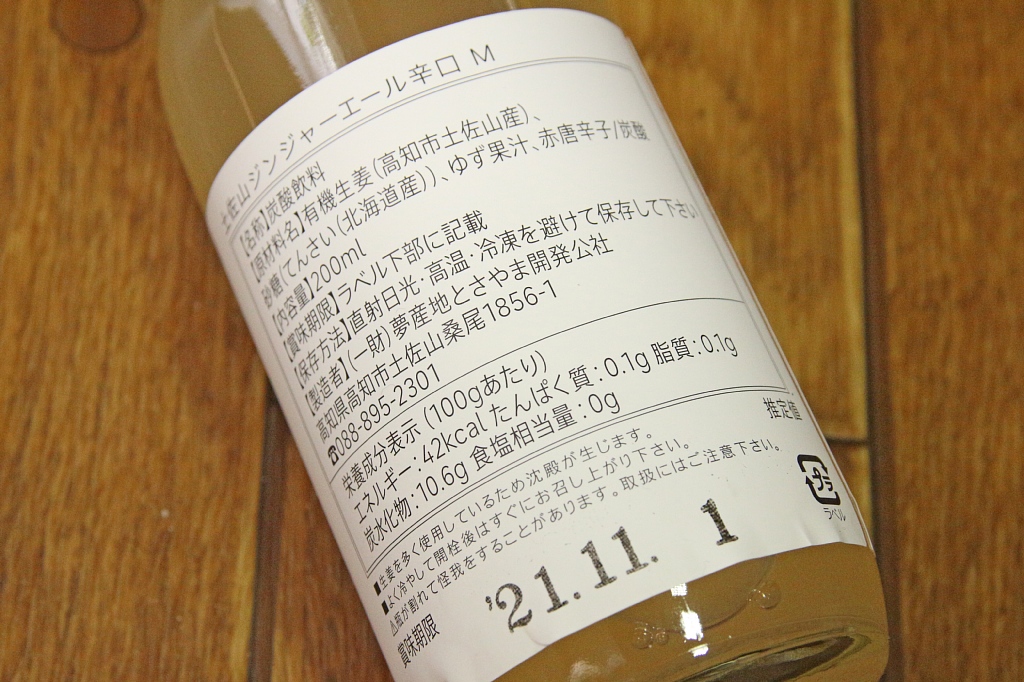 土佐山ジンジャーエール辛口 M
【名称】炭酸飲料
【原材料名】有機生姜(高知市土佐山産)、
砂糖(てんさい(北海道産))、ゆず果汁、赤唐辛子/炭酸
【内容量】200ml
【賞味期限】ラベル下部に記載
【保存方法】直射日光・高温・冷凍を避けて保存して下さい
【製造者】(一財)夢産地とさやま開発公社
高知県高知市土佐山桑尾1856-1
☎088-895-2301
栄養成分表示 (100gあたり)
エネルギー:42kcal たんぱく質:0.1g 脂質:0.1g
炭水化物:10.6g 食塩相当量:0g
推定値
■生姜を多く使用しているため沈殿が生じます。
■よく冷やして開栓後はすぐにお召し上がり下さい。
⚠瓶が割れて怪我をすることがあります。取扱にはご注意下さい。
プラ
ラベル
賞味期限
'21.11. 1